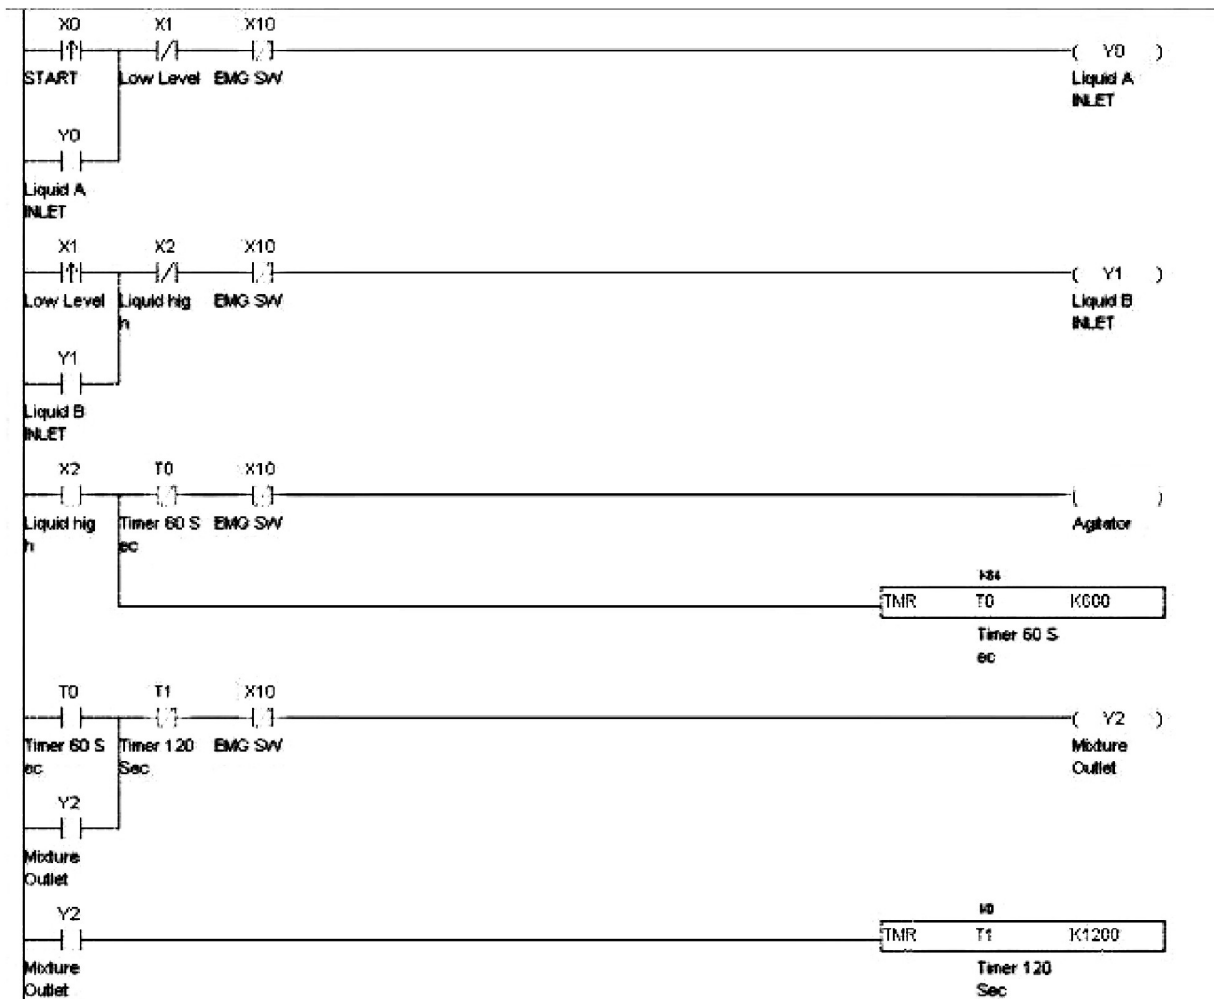 X0 X1 X10
Y0
START Low Level EMG SW
Liquid A
INLET
Y0
Liquid A
INLET
X1 X2 X10
Y1
Low Level Liquid hig
h
EMG SW
Liquid B
INLET
Y1
Liquid B
INLET
X2 T0 X10
Liquid hig
h
Timer 60 S
ec
EMG SW
Agitator
TMR T0 K600
Timer 60 S
ec
T0 T1 X10
Y2
Timer 60 S
ec
Timer 120
Sec
EMG SW
Mixture
Outlet
Y2
Mixture
Outlet
Y2
TMR T1 K1200
Mixture
Outlet
Timer 120
Sec